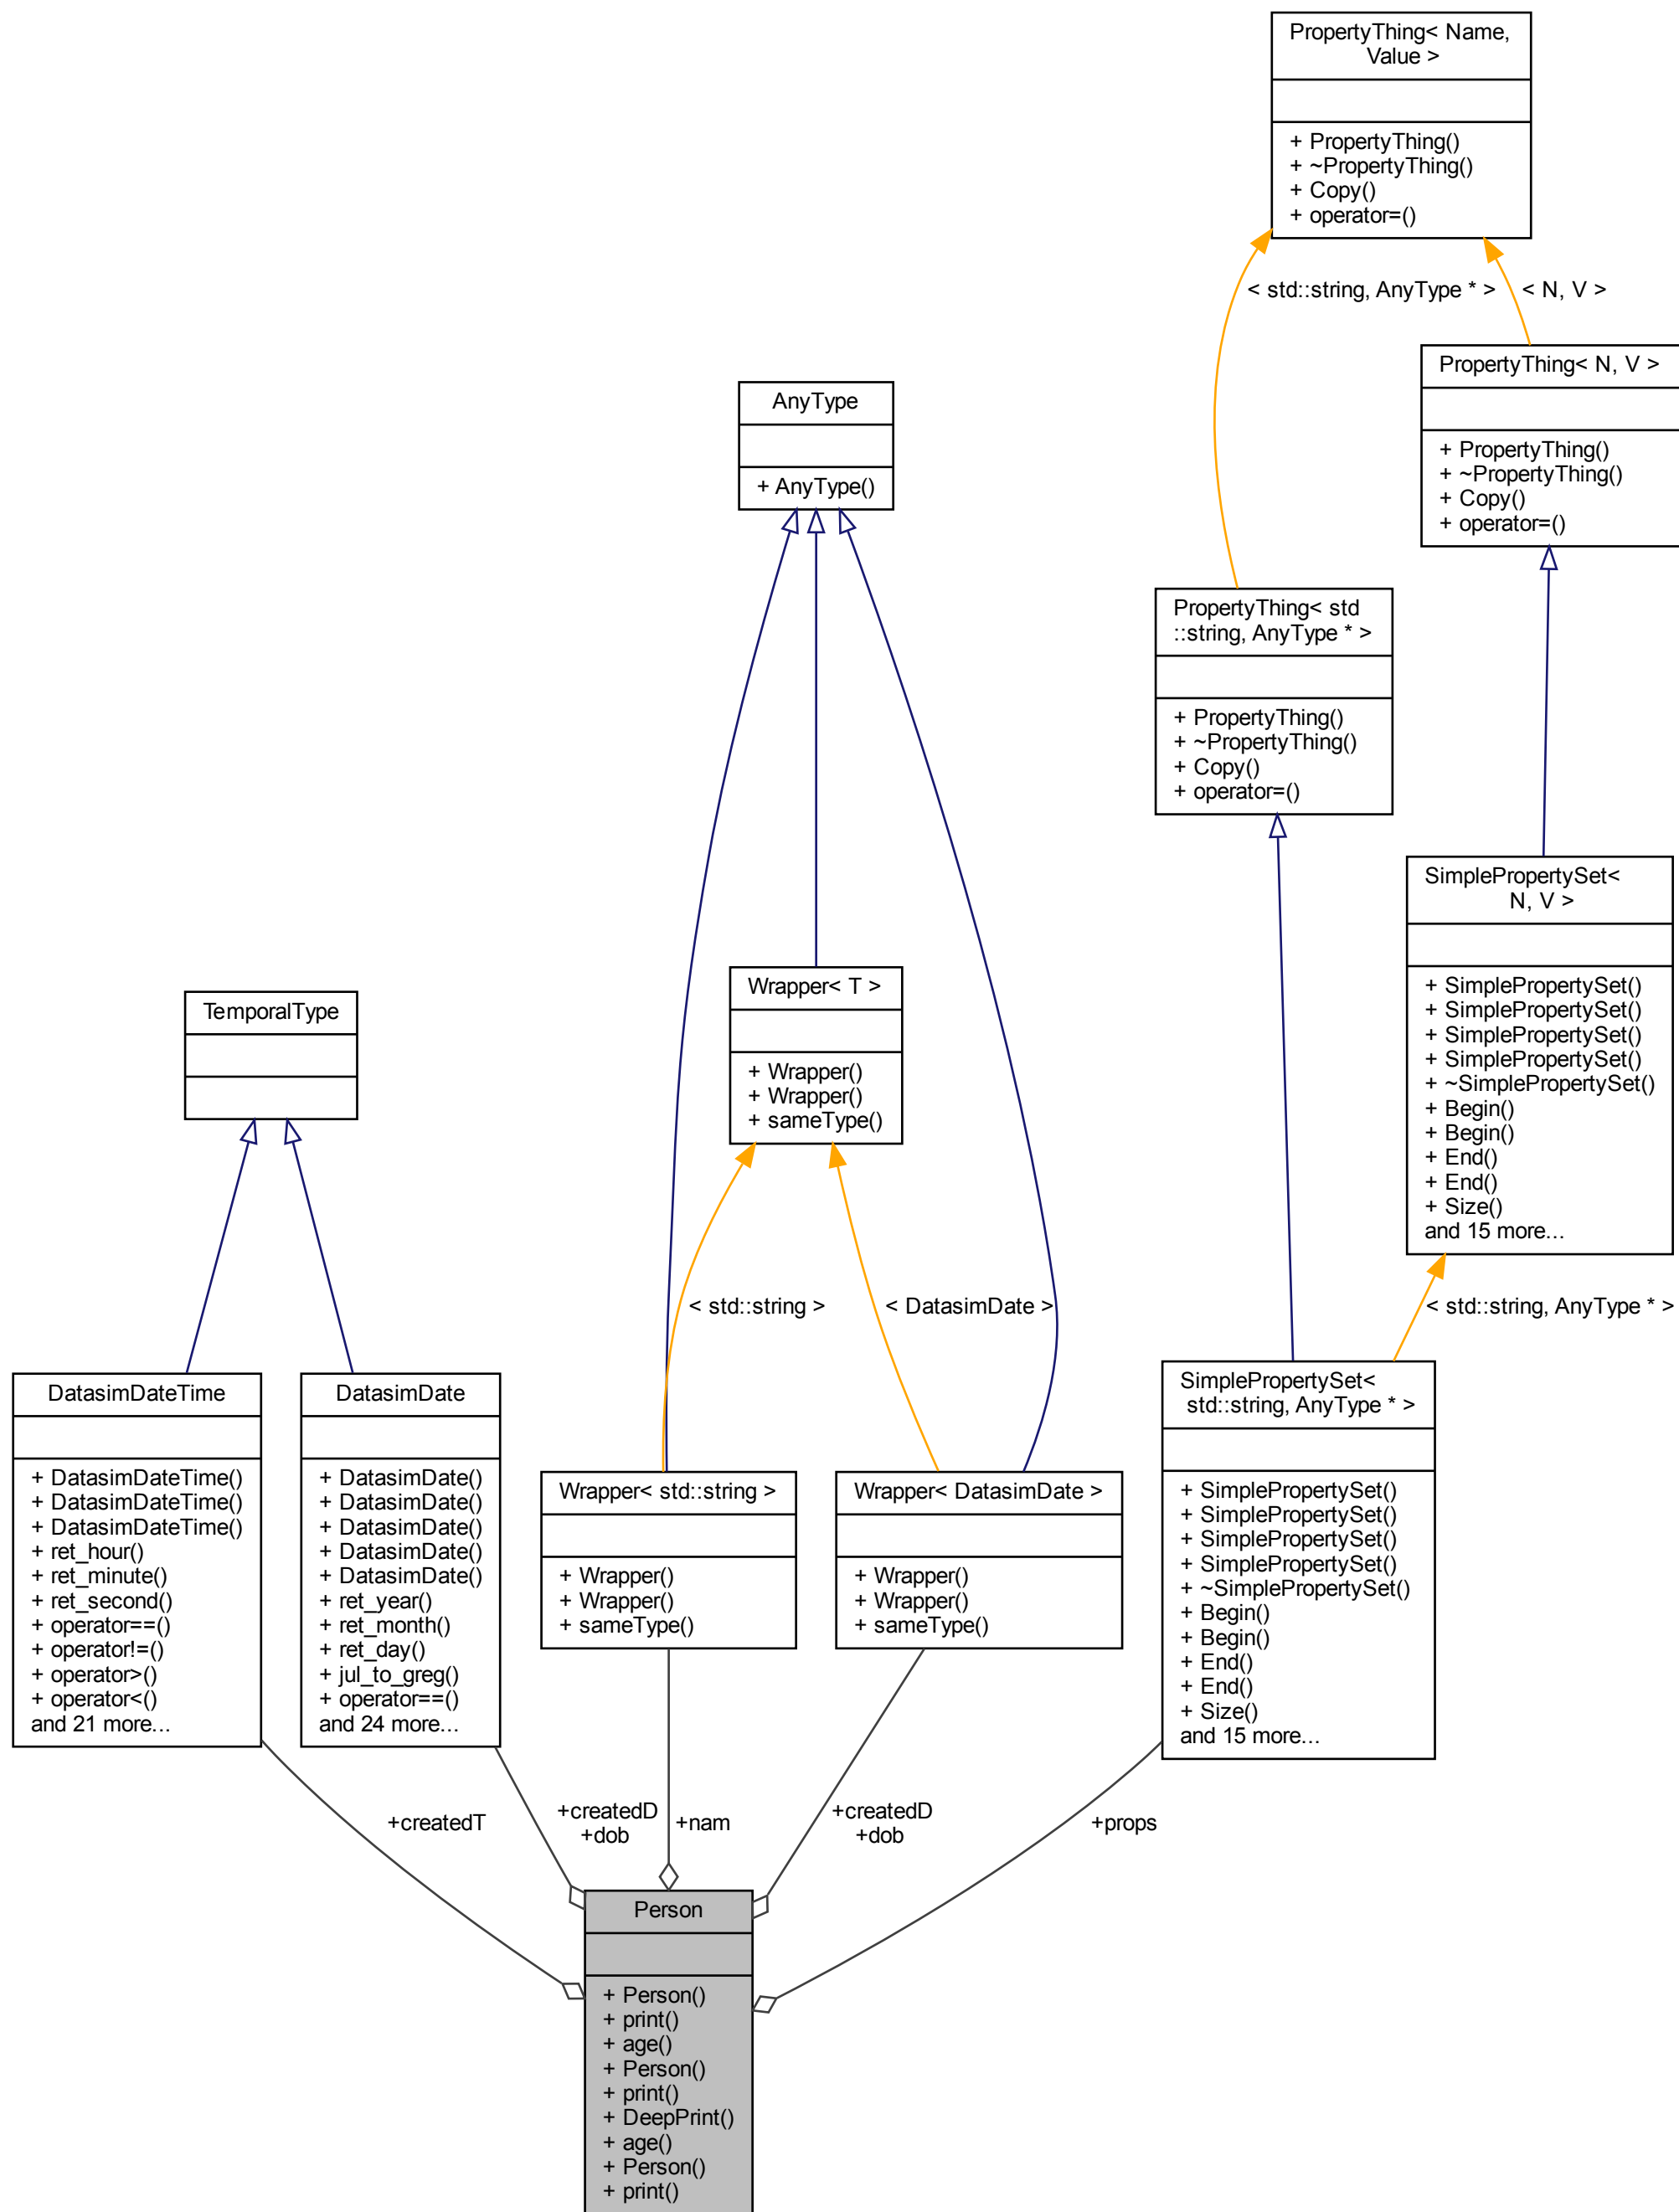 PropertyThing< Name,
Value >
+ PropertyThing()
+ ~PropertyThing()
+ Copy()
+ operator=()
< std::string, AnyType * >
< N, V >
PropertyThing< N, V >
+ PropertyThing()
+ ~PropertyThing()
+ Copy()
+ operator=()
AnyType
+ AnyType()
PropertyThing< std
::string, AnyType * >
+ PropertyThing()
+ ~PropertyThing()
+ Copy()
+ operator=()
SimplePropertySet<
N, V >
+ SimplePropertySet()
+ SimplePropertySet()
+ SimplePropertySet()
+ SimplePropertySet()
+ ~SimplePropertySet()
+ Begin()
+ Begin()
+ End()
+ End()
+ Size()
and 15 more...
Wrapper< T >
+ Wrapper()
+ Wrapper()
+ sameType()
TemporalType
< std::string >
< DatasimDate >
< std::string, AnyType * >
DatasimDateTime
+ DatasimDateTime()
+ DatasimDateTime()
+ DatasimDateTime()
+ ret_hour()
+ ret_minute()
+ ret_second()
+ operator==()
+ operator!=()
+ operator>()
+ operator<()
and 21 more...
DatasimDate
+ DatasimDate()
+ DatasimDate()
+ DatasimDate()
+ DatasimDate()
+ DatasimDate()
+ ret_year()
+ ret_month()
+ ret_day()
+ jul_to_greg()
+ operator==()
and 24 more...
Wrapper< std::string >
+ Wrapper()
+ Wrapper()
+ sameType()
Wrapper< DatasimDate >
+ Wrapper()
+ Wrapper()
+ sameType()
SimplePropertySet<
std::string, AnyType * >
+ SimplePropertySet()
+ SimplePropertySet()
+ SimplePropertySet()
+ SimplePropertySet()
+ ~SimplePropertySet()
+ Begin()
+ Begin()
+ End()
+ End()
+ Size()
and 15 more...
+createdT
+createdD
+dob
+nam
+createdD
+dob
+props
Person
+ Person()
+ print()
+ age()
+ Person()
+ print()
+ DeepPrint()
+ age()
+ Person()
+ print()